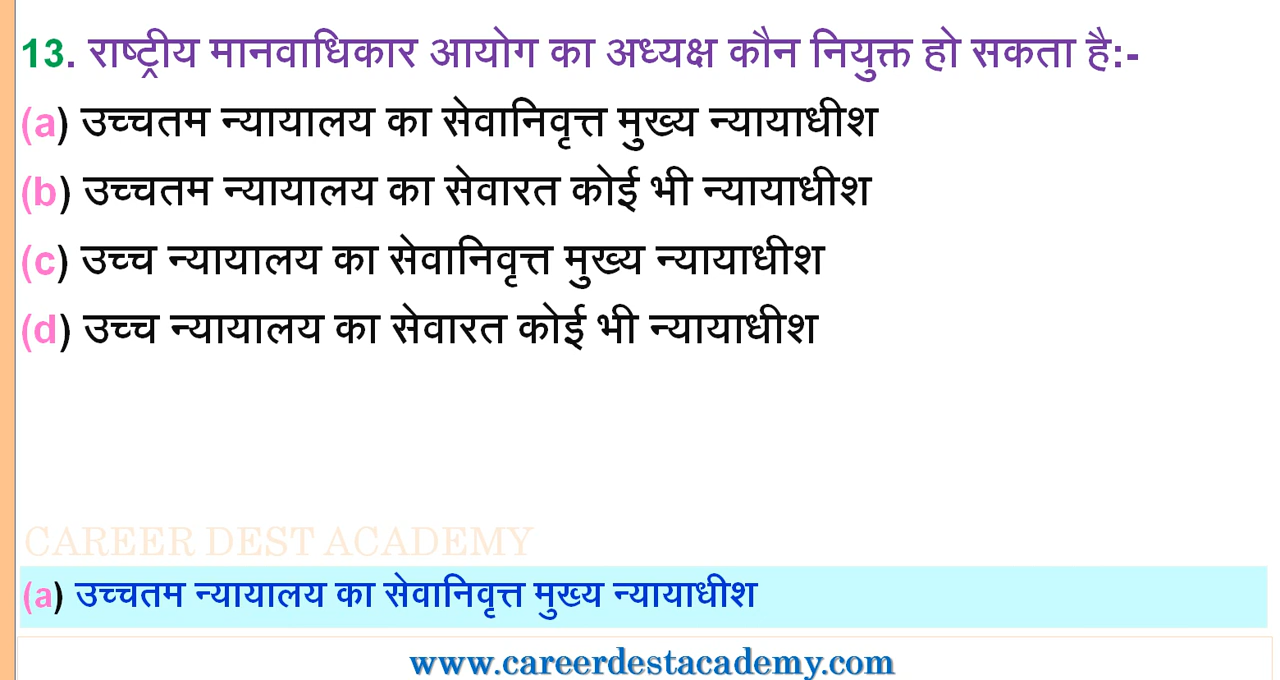 13. राष्ट्रीय मानवाधिकार आयोग का अध्यक्ष कौन नियुक्त हो सकता है:-
(a) उच्चतम न्यायालय का सेवानिवृत्त मुख्य न्यायाधीश
(b) उच्चतम न्यायालय का सेवारत कोई भी न्यायाधीश
(c) उच्च न्यायालय का सेवानिवृत्त मुख्य न्यायाधीश
(d) उच्च न्यायालय का सेवारत कोई भी न्यायाधीश
CAREER DEST ACADEMY
(a) उच्चतम न्यायालय का सेवानिवृत्त मुख्य न्यायाधीश
www.careerdestacademy.com